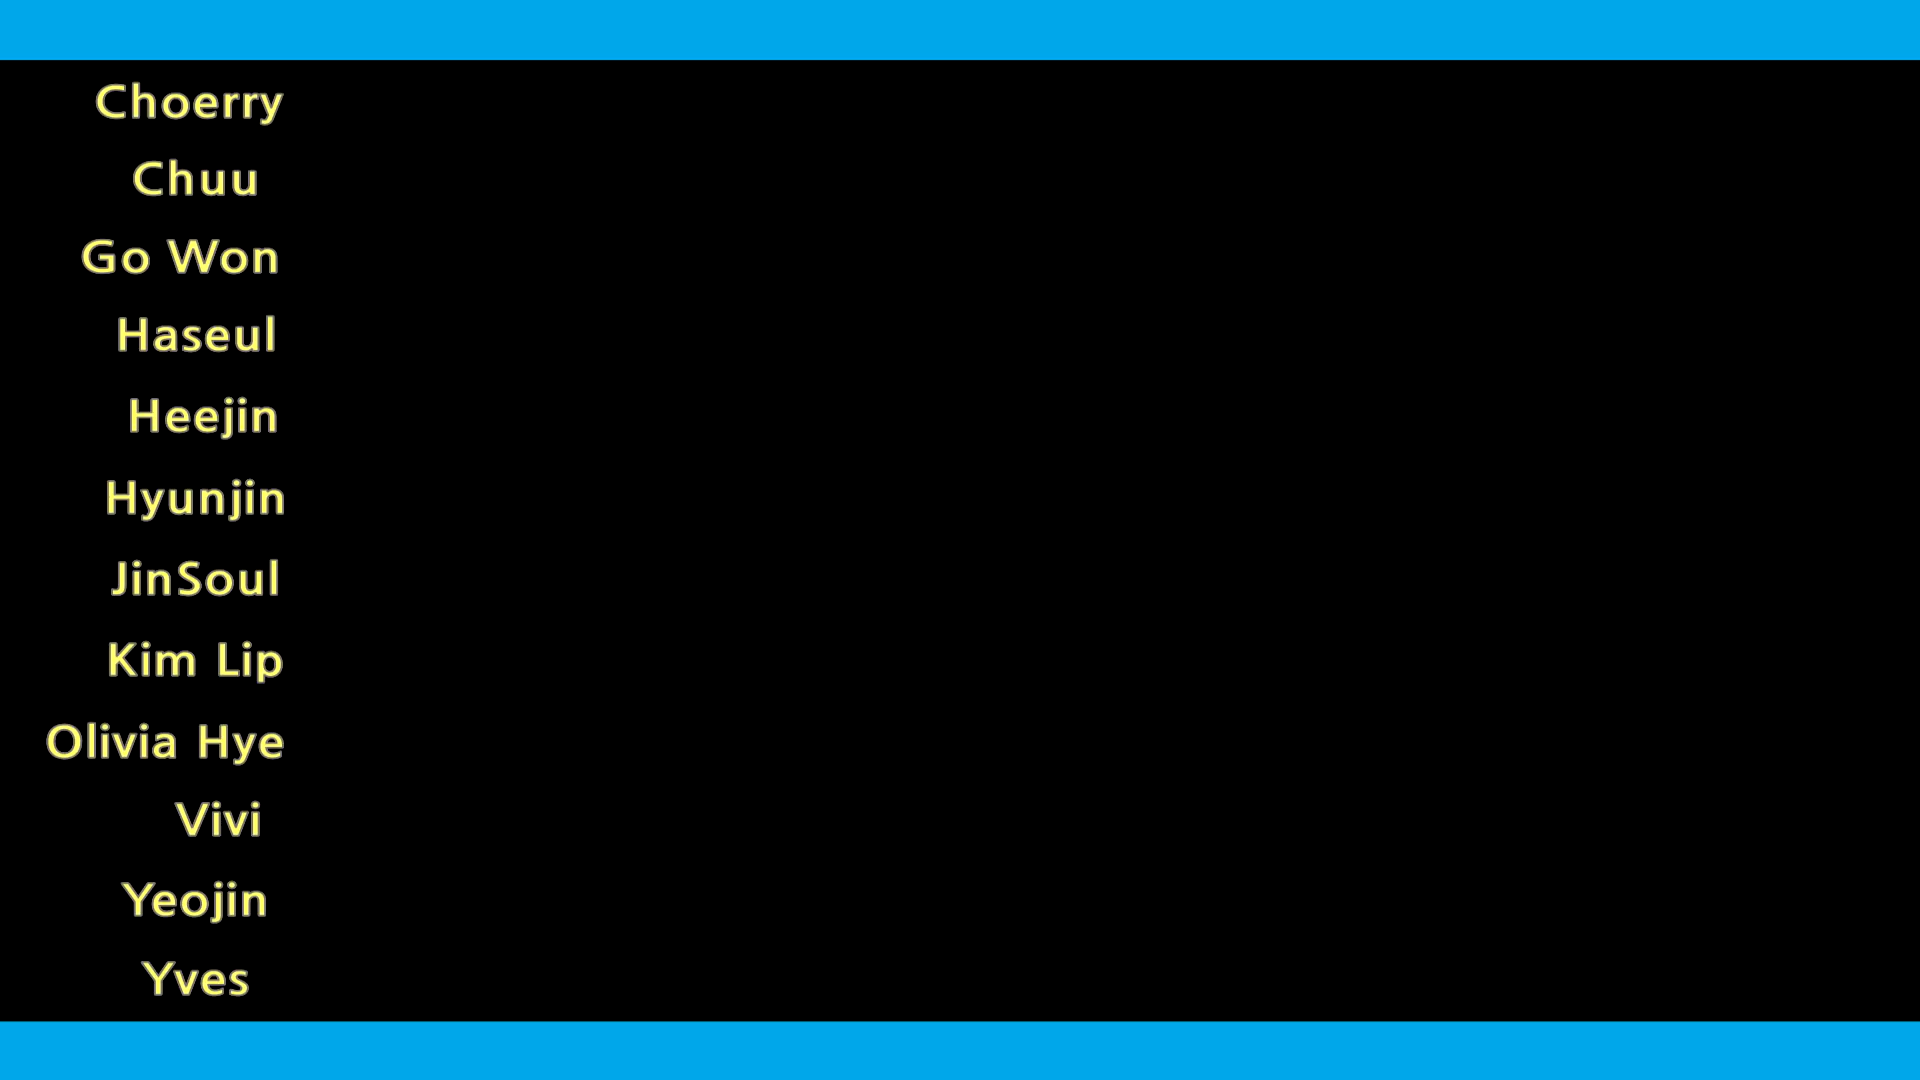 Choerry
Chuu
Go Won
Haseul
Heejin
Hyunjin
JinSoul
Kim Lip
Olivia Hye
Vivi
Yeojin
Yves